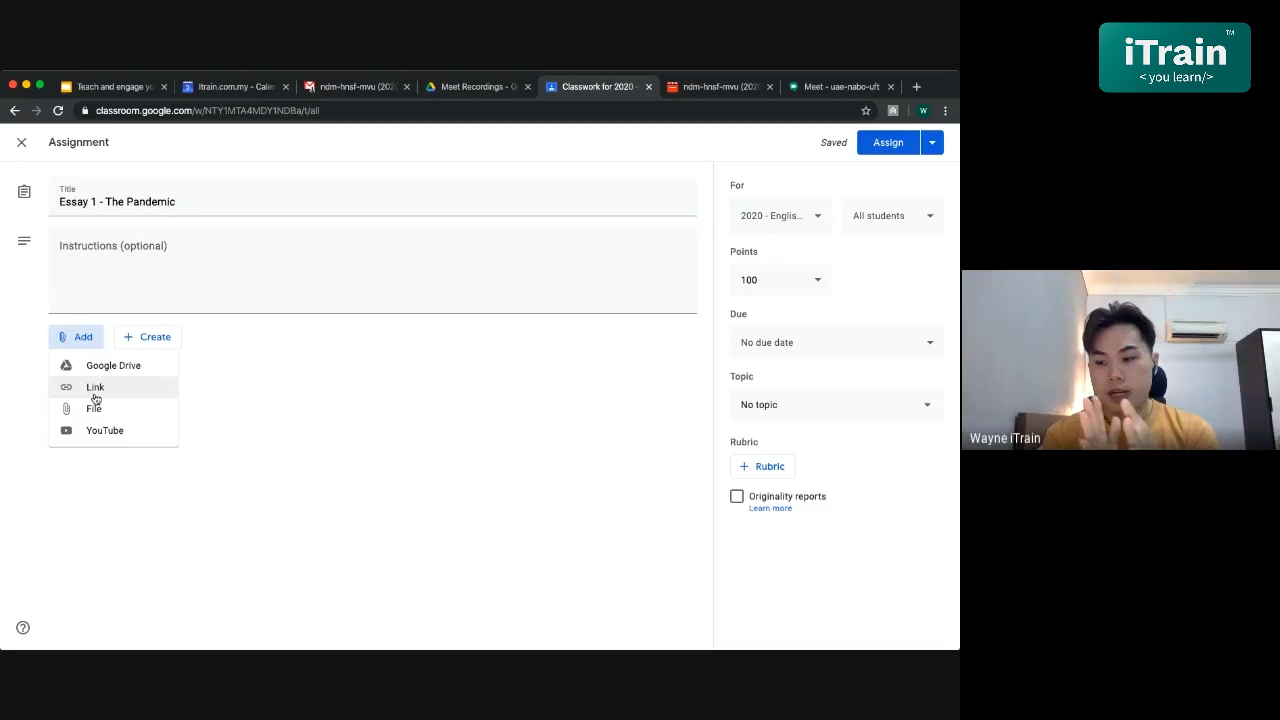 iTrain™
< you learn/>
Teach and engage yo
Itrain.com.my - Calen
ndm-hnsf-mvu (202
Meet Recordings - G
Classwork for 2020 -
ndm-hnsf-mvu (202
Meet - uae-nabo-uft
classroom.google.com/w/NTY1MTA4MDY1NDBa/t/all
W
Assignment
Saved
Assign
Title
Essay 1 - The Pandemic
Instructions (optional)
Add
Create
Google Drive
Link
File
YouTube
For
2020 - Englis...
All students
Points
100
Due
No due date
Topic
No topic
Rubric
+ Rubric
Originality reports
Learn more
Wayne iTrain